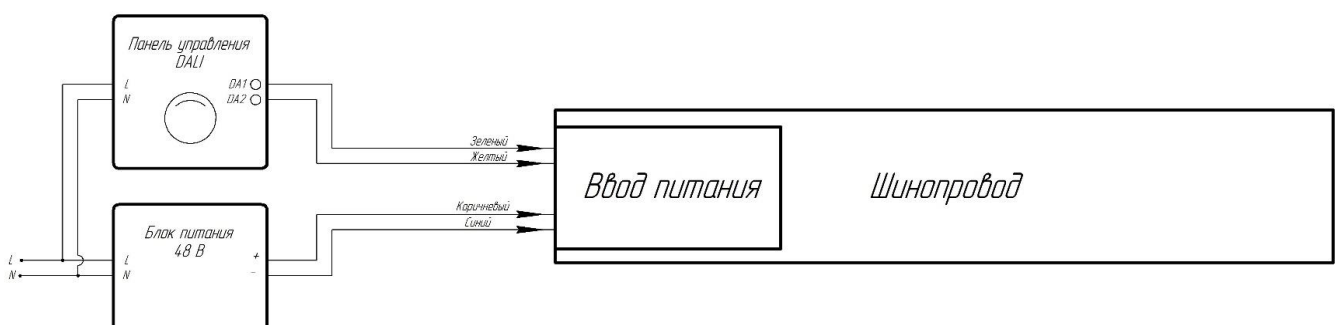 Панель управления
DALI
L
DA1
N
DA2
Зеленый
Желтый
Ввод питания
Шинопровод
Коричневый
Синий
Блок питания
48 В
L
L
+
N
N
-